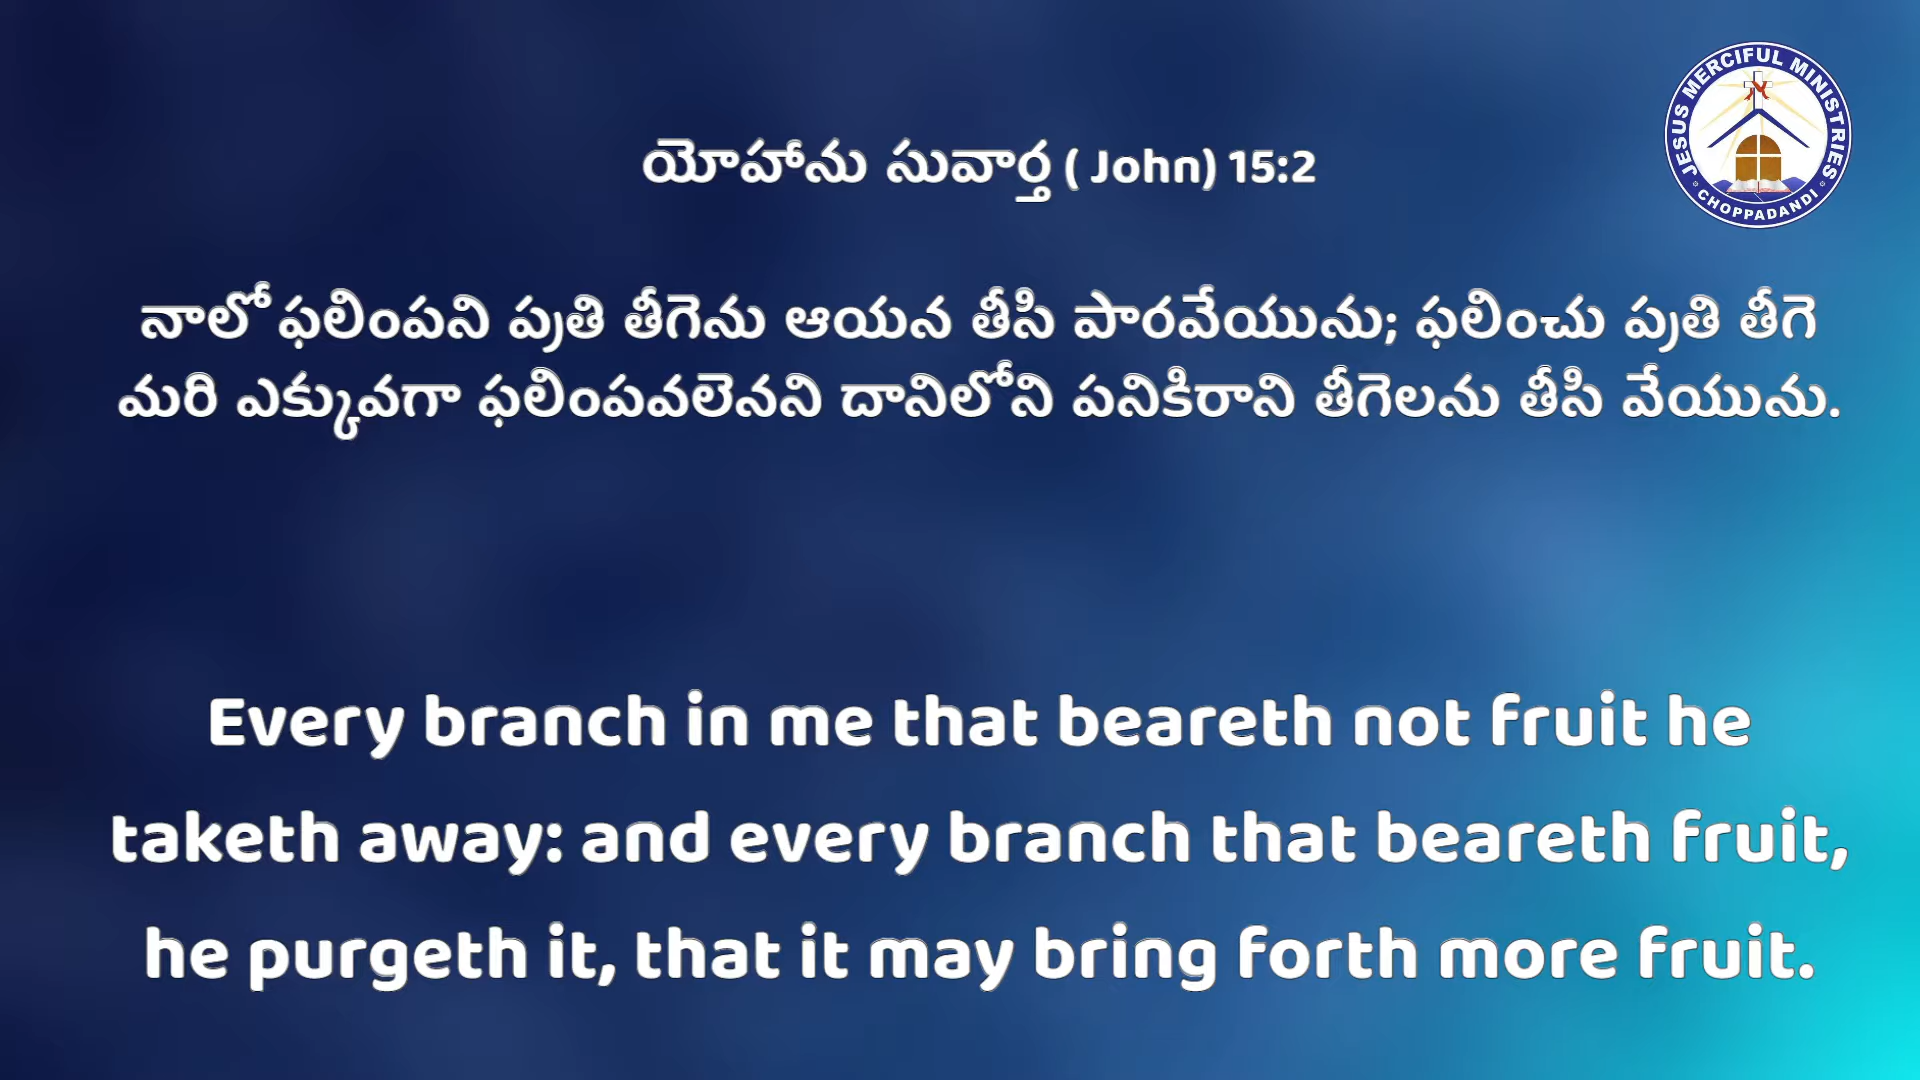 JESUS MERCIFUL MINISTRIES
CHOPPADANDI
యోహాను సువార్త ( John) 15:2
నాలో ఫలింపని ప్రతి తీగెను ఆయన తీసి పారవేయును; ఫలించు ప్రతి తీగె
మరి ఎక్కువగా ఫలింపవలెనని దానిలోని పనికిరాని తీగెలను తీసి వేయును.
Every branch in me that beareth not fruit he
taketh away: and every branch that beareth fruit,
he purgeth it, that it may bring forth more fruit.